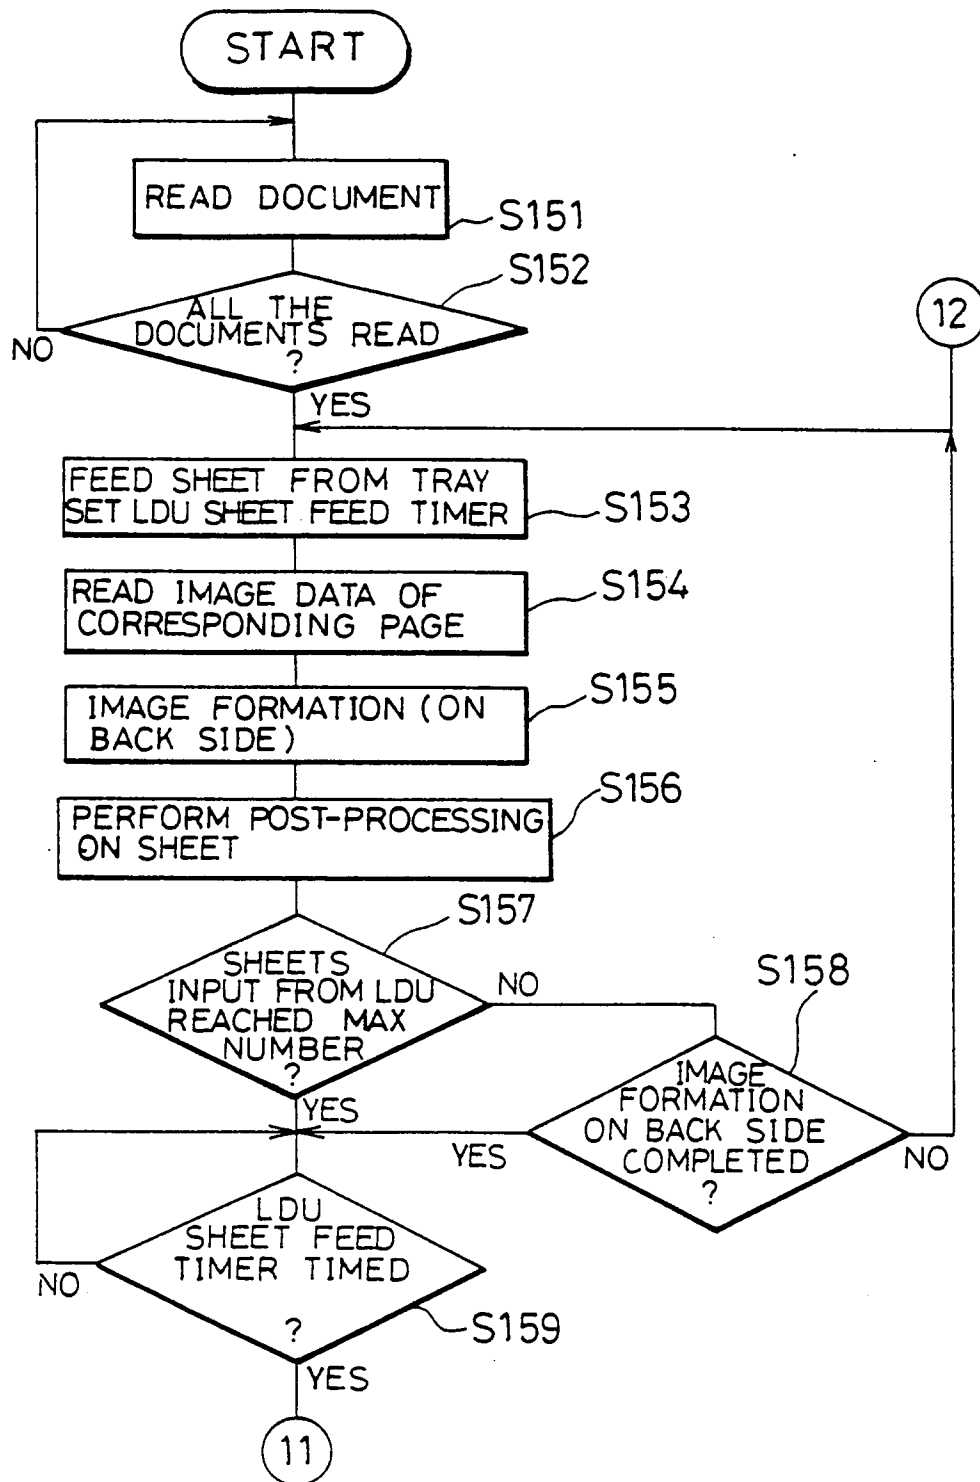 START
READ DOCUMENT
S151
S152
ALL THE
DOCUMENTS READ
?
NO
YES
12
FEED SHEET FROM TRAY
SET LDU SHEET FEED TIMER
S153
READ IMAGE DATA OF
CORRESPONDING PAGE
S154
IMAGE FORMATION (ON
BACK SIDE)
S155
PERFORM POST-PROCESSING
ON SHEET
S156
S157
SHEETS
INPUT FROM LDU
REACHED MAX
NUMBER
?
NO
YES
S158
IMAGE
FORMATION
ON BACK SIDE
COMPLETED
?
YES
NO
LDU
SHEET FEED
TIMER TIMED
?
NO
S159
YES
11